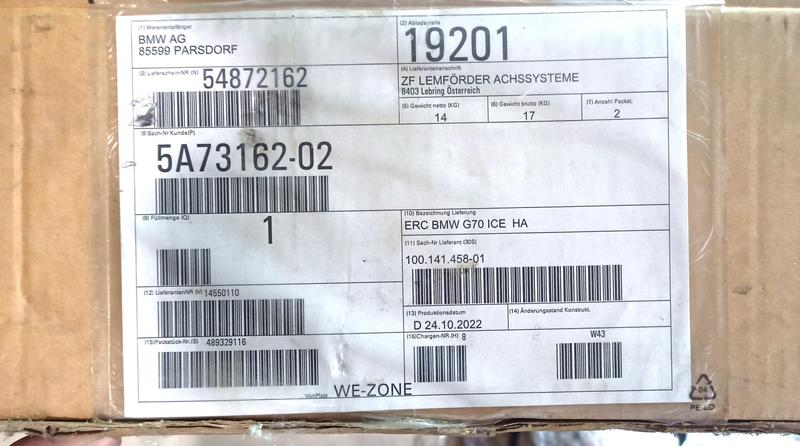 (1) Warenempfänger
BMW AG
85599 PARSDORF
(2) Abladestelle
19201
(3) Lieferschein-NR (N) 54872162
(4) Lieferantenanschrift
ZF LEMFÖRDER ACHSSYSTEME
8403 Lebring Österreich
(5) Gewicht netto (KG)
14
(6) Gewicht brutto (KG)
17
(7) Anzahl Packst.
2
(8) Sach-Nr Kunde(P)
5A73162-02
(9) Füllmenge (Q)
1
(10) Bezeichnung Lieferung
ERC BMW G70 ICE HA
(11) Sach-Nr Lieferant (30S)
100.141.458-01
(12) LieferantenNR (V) 14550110
(13) Produktionsdatum
D 24.10.2022
(14) Änderungsstand Konstrukt.
(15)Packstück-Nr.(S) 489329116
(16)Chargen-NR.(H) 8
W43
VonPlatz WE-ZONE
04
PE-LD